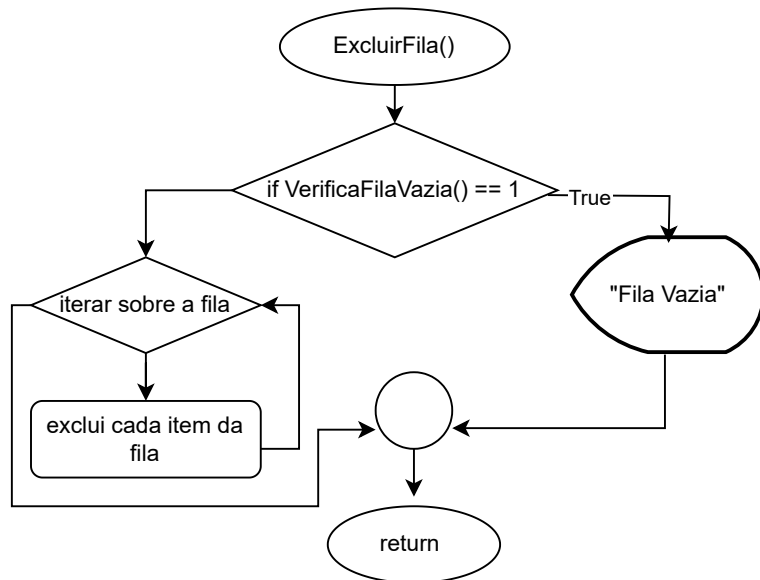 ExcluirFila()
if VerificaFilaVazia() == 1
True
iterar sobre a fila
"Fila Vazia"
exclui cada item da
fila
return